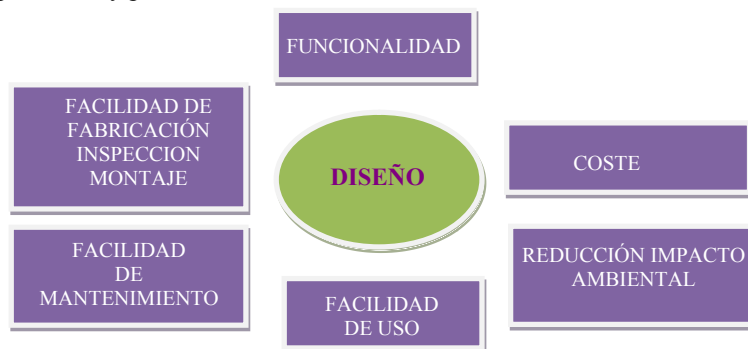 FUNCIONALIDAD
FACILIDAD DE
FABRICACIÓN
INSPECCION
MONTAJE
DISEÑO
COSTE
FACILIDAD
DE
MANTENIMIENTO
REDUCCIÓN IMPACTO
AMBIENTAL
FACILIDAD
DE USO